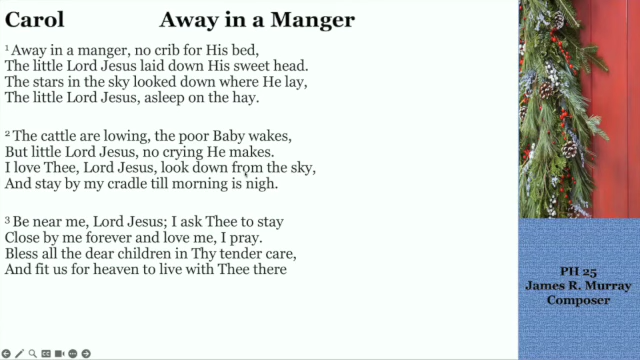 Carol Away in a Manger
1 Away in a manger, no crib for His bed,
The little Lord Jesus laid down His sweet head.
The stars in the sky looked down where He lay,
The little Lord Jesus, asleep on the hay.
2 The cattle are lowing, the poor Baby wakes,
But little Lord Jesus, no crying He makes.
I love Thee, Lord Jesus, look down from the sky,
And stay by my cradle till morning is nigh.
3 Be near me, Lord Jesus; I ask Thee to stay
Close by me forever and love me, I pray.
Bless all the dear children in Thy tender care,
And fit us for heaven to live with Thee there
PH 25
James R. Murray
Composer